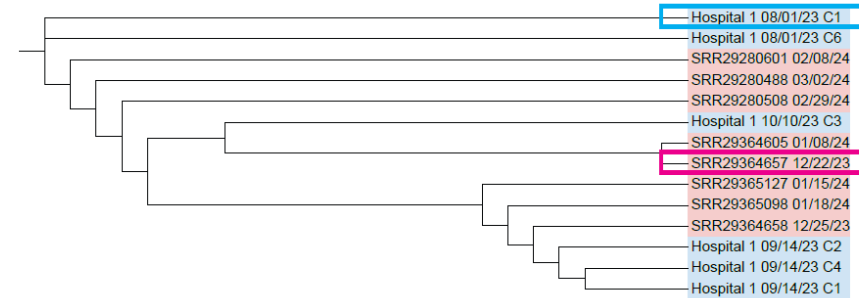 Hospital 1 08/01/23 C1
Hospital 1 08/01/23 C6
SRR29280601 02/08/24
SRR29280488 03/02/24
SRR29280508 02/29/24
Hospital 1 10/10/23 C3
SRR29364605 01/08/24
SRR29364657 12/22/23
SRR29365127 01/15/24
SRR29365098 01/18/24
SRR29364658 12/25/23
Hospital 1 09/14/23 C2
Hospital 1 09/14/23 C4
Hospital 1 09/14/23 C1